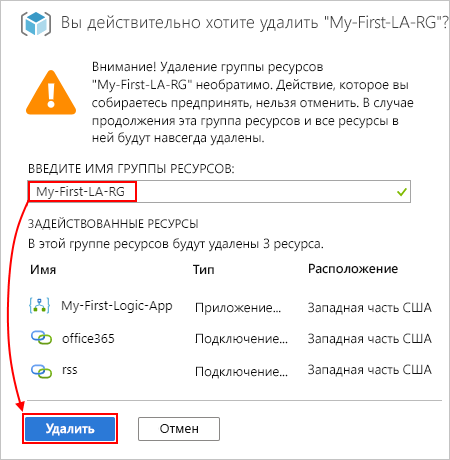 Вы действительно хотите удалить "My-First-LA-RG"?
Внимание! Удаление группы ресурсов
"My-First-LA-RG" необратимо. Действие, которое вы
собираетесь предпринять, нельзя отменить. В случае
продолжения эта группа ресурсов и все ресурсы в
ней будут навсегда удалены.
ВВЕДИТЕ ИМЯ ГРУППЫ РЕСУРСОВ:
My-First-LA-RG
ЗАДЕЙСТВОВАННЫЕ РЕСУРСЫ
В этой группе ресурсов будут удалены 3 ресурса.
Имя Тип Расположение
My-First-Logic-App Приложение... Западная часть США
office365 Подключение... Западная часть США
rss Подключение... Западная часть США
Удалить Отмен